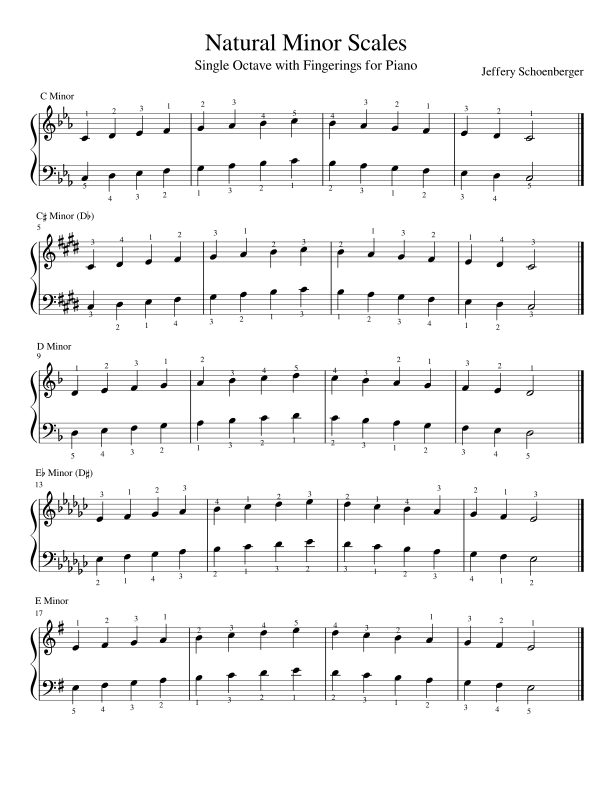 Natural Minor Scales
Single Octave with Fingerings for Piano
Jeffery Schoenberger
C Minor
1 2 3 1 2 3 4 5 4 3 2 1 3 2 1
5 4 3 2 1 3 2 1 2 3 1 2 3 4 5
C♯ Minor (D♭)
5
3 4 1 2 3 1 2 3 2 1 3 2 1 4 3
3 2 1 4 3 2 1 3 1 2 3 4 1 2 3
D Minor
9
1 2 3 1 2 3 4 5 4 3 2 1 3 2 1
5 4 3 2 1 3 2 1 2 3 1 2 3 4 5
E♭ Minor (D♯)
13
3 1 2 3 4 1 2 3 2 1 4 3 2 1 3
2 1 4 3 2 1 3 2 3 1 2 3 4 1 2
E Minor
17
1 2 3 1 2 3 4 5 4 3 2 1 3 2 1
5 4 3 2 1 3 2 1 2 3 1 2 3 4 5